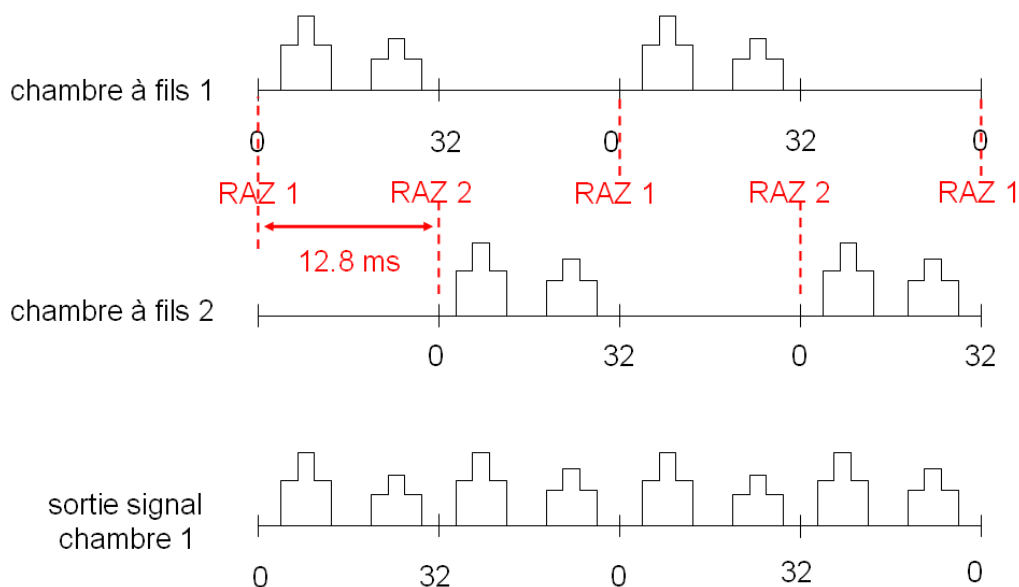 chambre à fils 1
0 32 0 32 0
RAZ 1 RAZ 2 RAZ 1 RAZ 2 RAZ 1
12.8 ms
chambre à fils 2
0 32 0 32
sortie signal
chambre 1
0 32 0 32 0